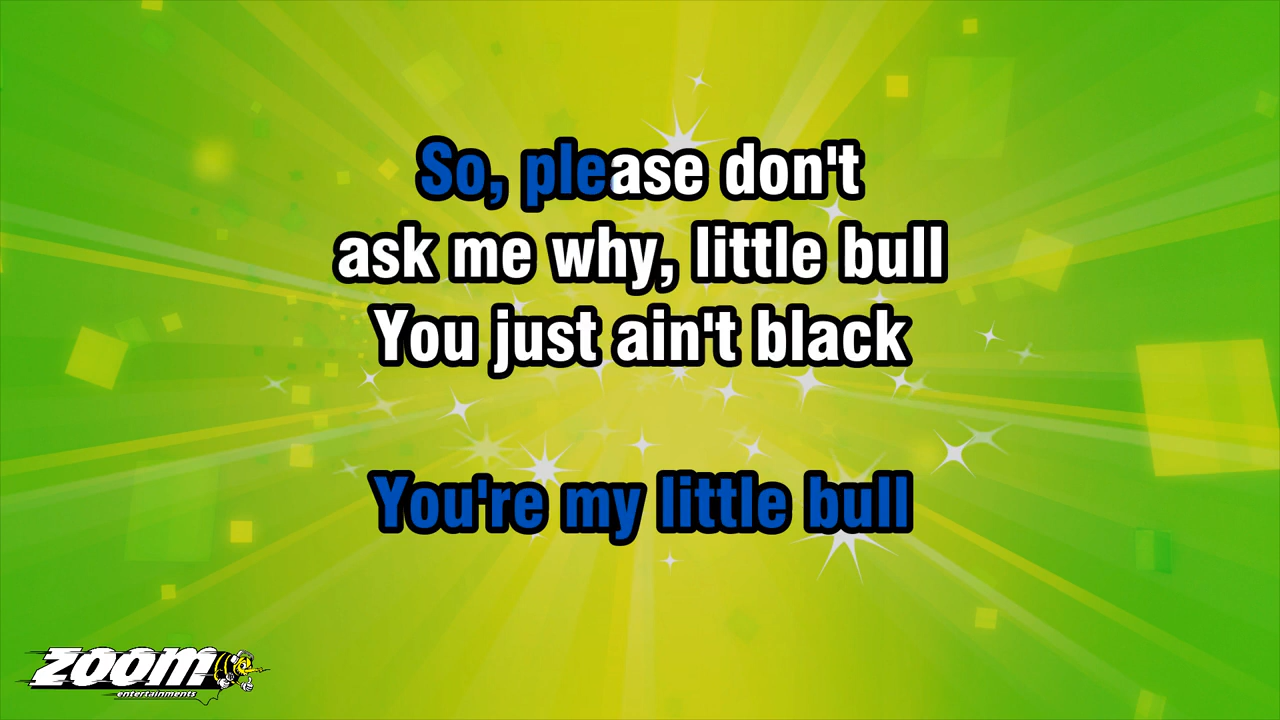 So, please don't
ask me why, little bull
You just ain't black
You're my little bull
zoom
entertainments